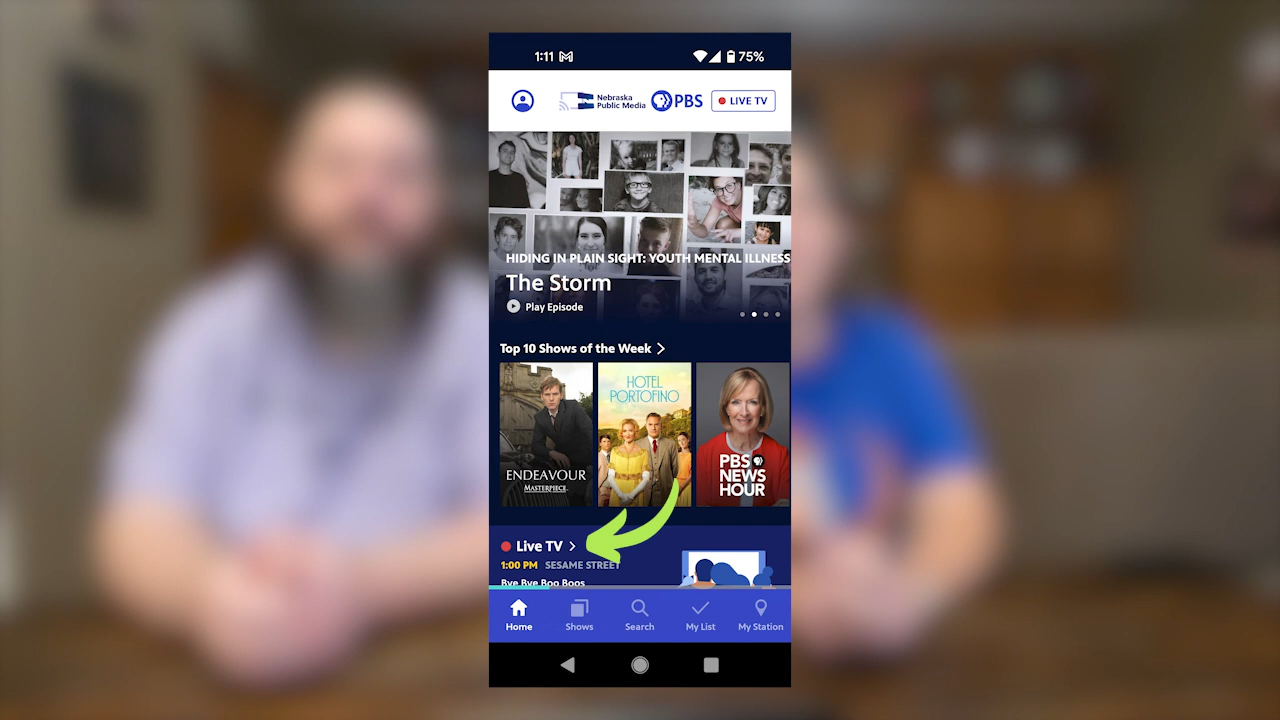 1:11
75%
Nebraska
Public Media
PBS
LIVE TV
HIDING IN PLAIN SIGHT: YOUTH MENTAL ILLNESS
The Storm
Play Episode
Top 10 Shows of the Week
ENDEAVOUR
MASTERPIECE
HOTEL
PORTOFINO
PBS
NEWS
HOUR
Live TV
1:00 PM SESAME STREET
Bye Bye Boo Boos
Home
Shows
Search
My List
My Station